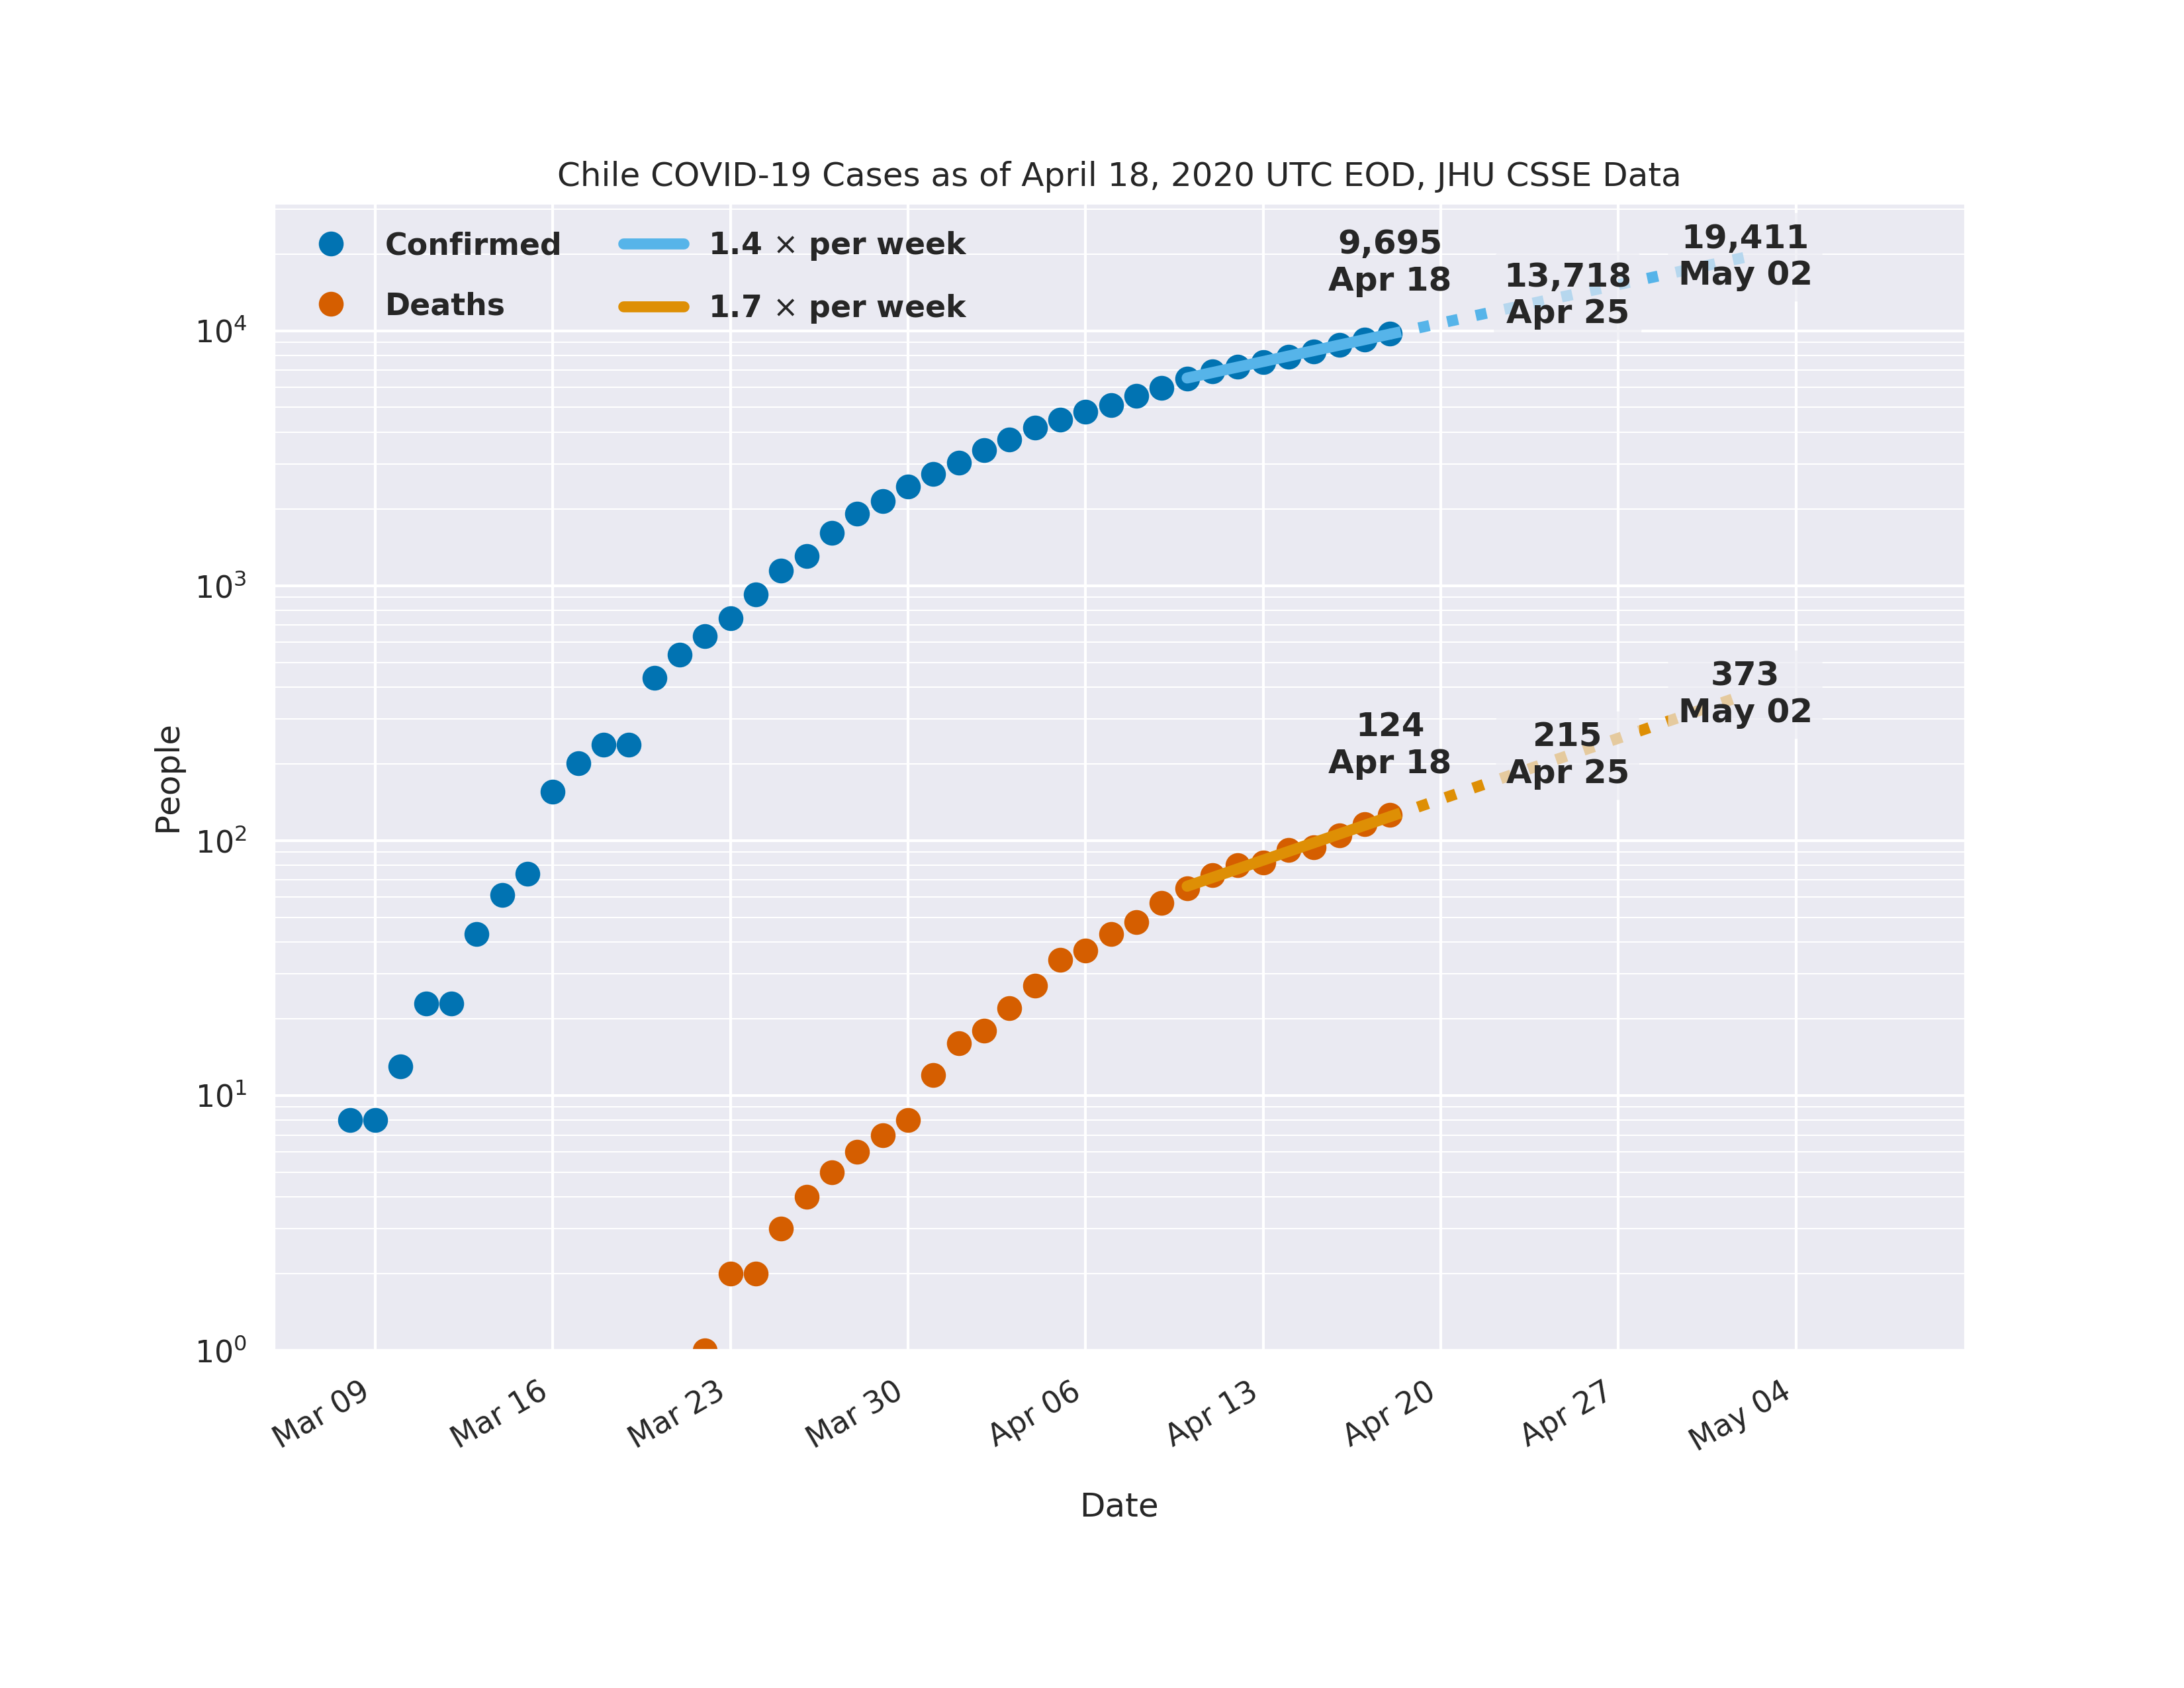 Chile COVID-19 Cases as of April 18, 2020 UTC EOD, JHU CSSE Data
Confirmed
Deaths
1.4 × per week
1.7 × per week
9,695
Apr 18
13,718
Apr 25
19,411
May 02
124
Apr 18
215
Apr 25
373
May 02
People
10⁴
10³
10²
10¹
10⁰
Mar 09
Mar 16
Mar 23
Mar 30
Apr 06
Apr 13
Apr 20
Apr 27
May 04
Date